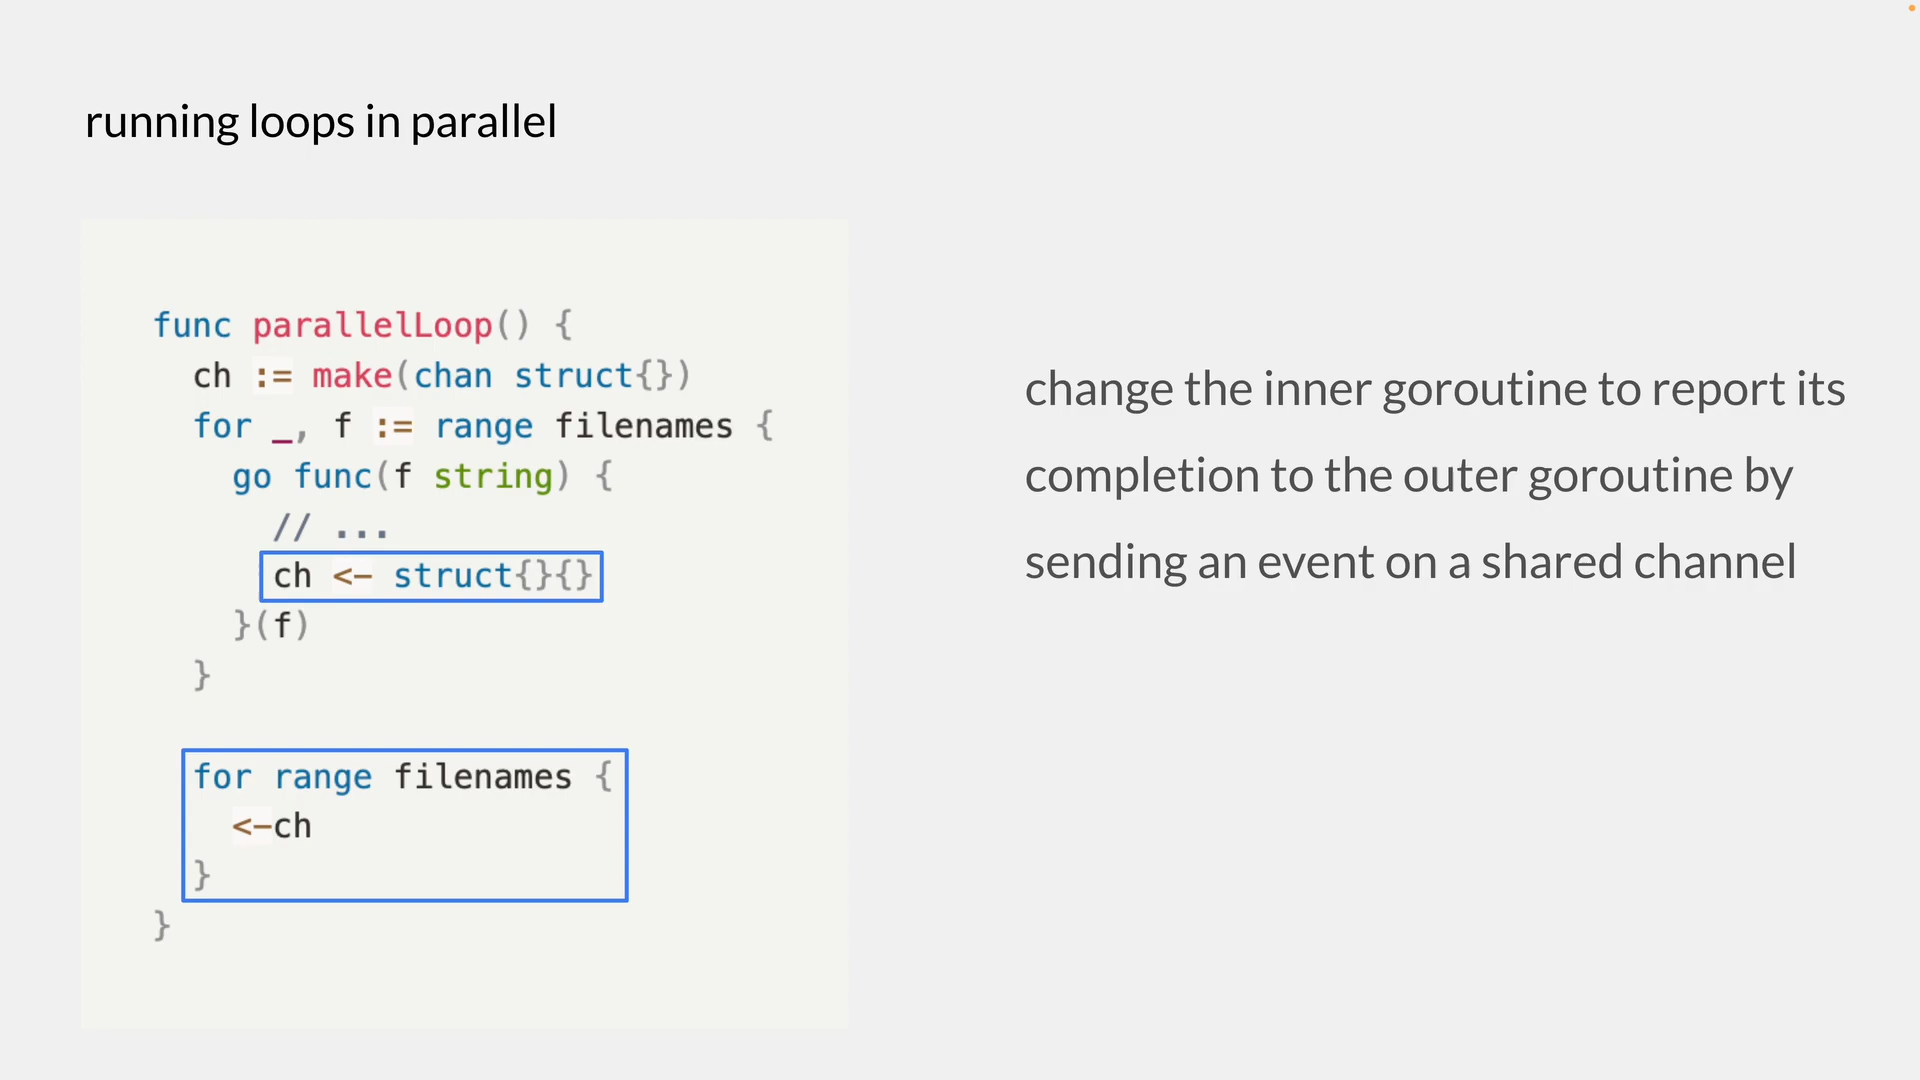 running loops in parallel
func parallelLoop() {
  ch := make(chan struct{})
  for _, f := range filenames {
    go func(f string) {
      // ...
      ch <- struct{}{}
    }(f)
  }
  for range filenames {
    <-ch
  }
}
change the inner goroutine to report its
completion to the outer goroutine by
sending an event on a shared channel